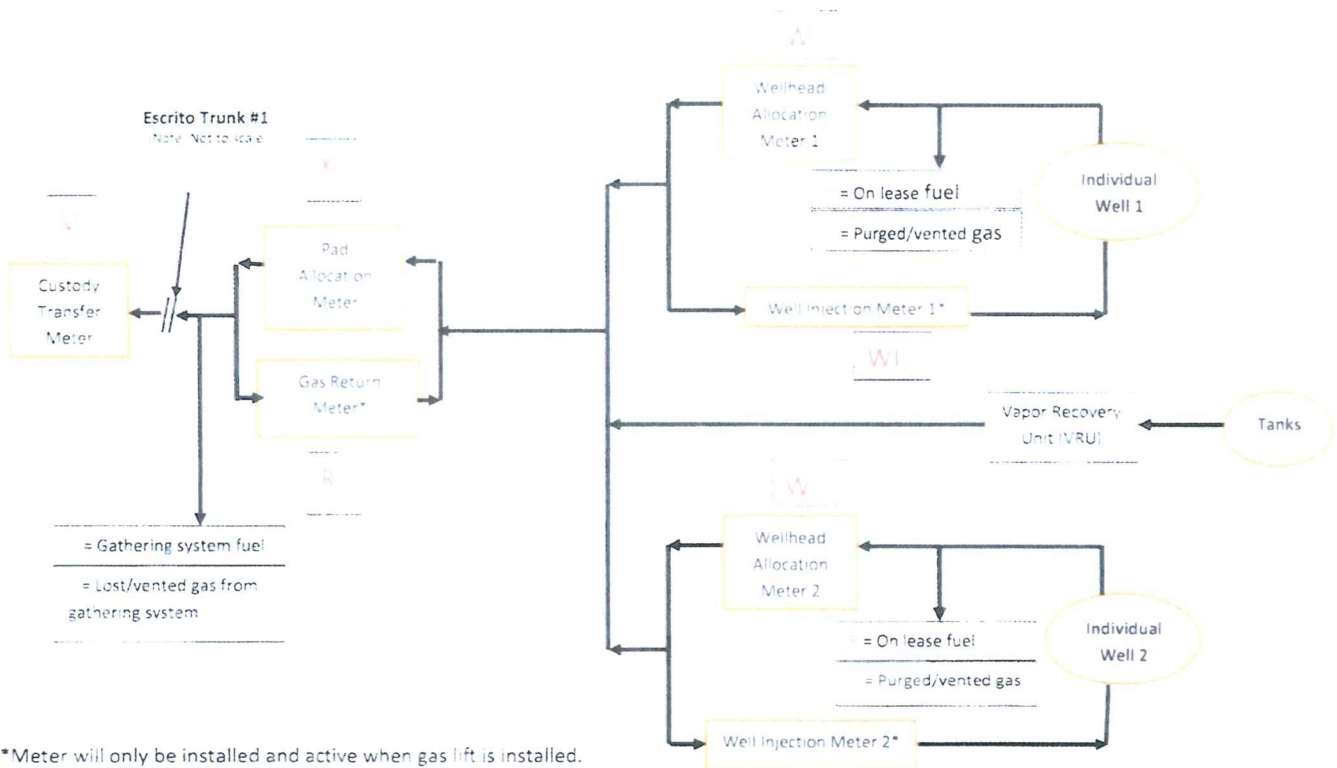 Escrito Trunk #1
(Note: Not to scale
V
Custody
Transfer
Meter
Pad
Allocation
Meter
Gas Return
Meter*
R
= Gathering system fuel
= Lost/vented gas from
gathering system
Wellhead
Allocation
Meter 1
= On lease fuel
= Purged/vented gas
Individual
Well 1
Well Injection Meter 1*
WI
Vapor Recovery
Unit (VRU)
Tanks
W
Wellhead
Allocation
Meter 2
= On lease fuel
= Purged/vented gas
Individual
Well 2
Well Injection Meter 2*
*Meter will only be installed and active when gas lift is installed.